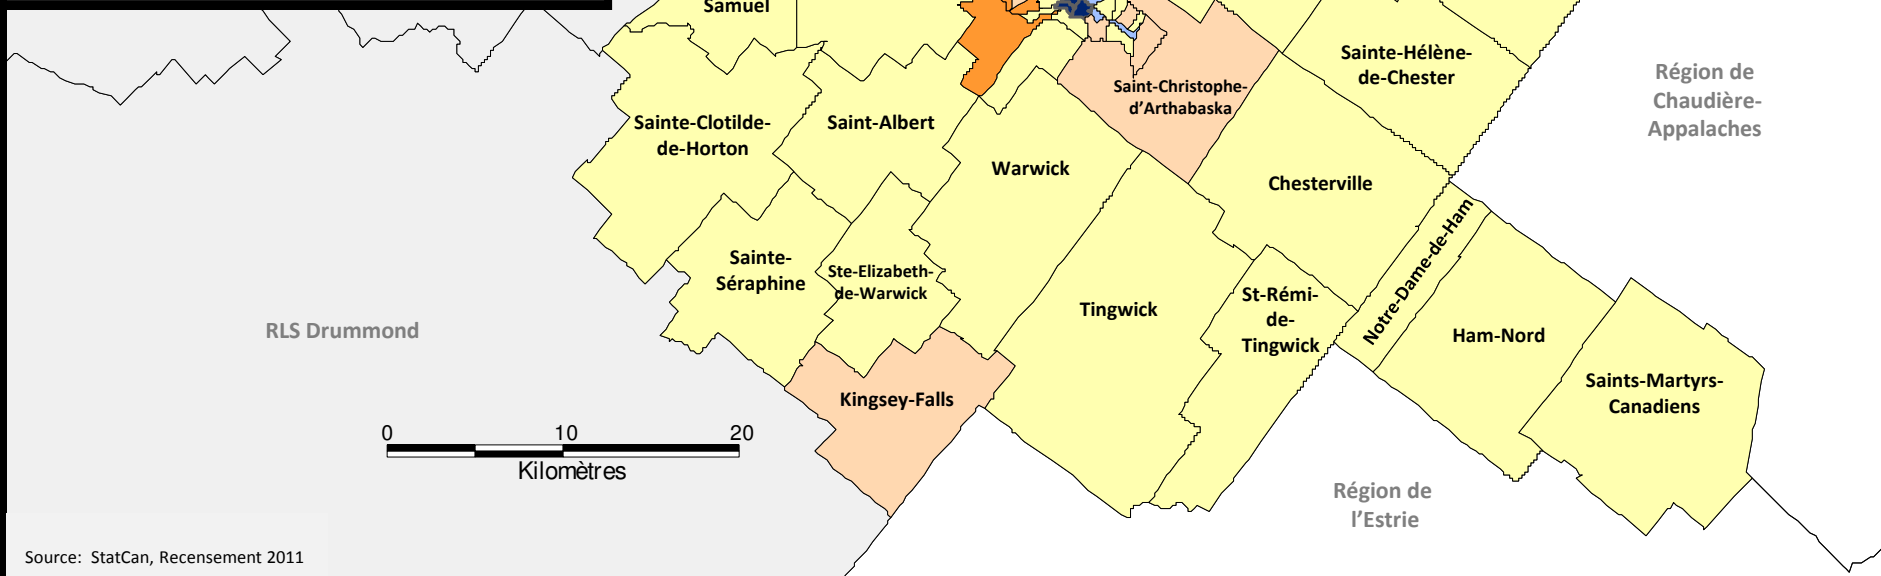 Samuel
Sainte-Hélène-
de-Chester
Région de
Chaudière-
Appalaches
Saint-Christophe-
d'Arthabaska
Sainte-Clotilde-
de-Horton
Saint-Albert
Warwick
Chesterville
Notre-Dame-de-Ham
Sainte-
Séraphine
Ste-Elizabeth-
de-Warwick
Tingwick
St-Rémi-
de-
Tingwick
RLS Drummond
Ham-Nord
Saints-Martyrs-
Canadiens
Kingsey-Falls
0 10 20
Kilomètres
Région de
l'Estrie
Source: StatCan, Recensement 2011